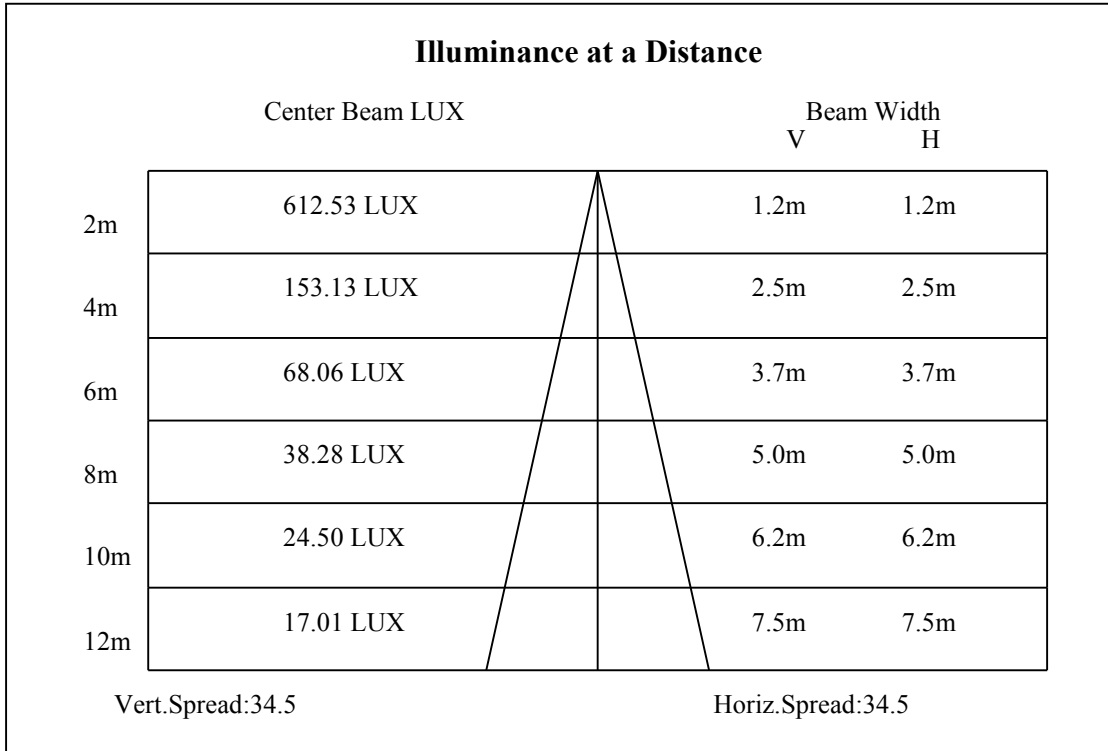 Illuminance at a Distance
Center Beam LUX Beam Width
V H
2m 612.53 LUX 1.2m 1.2m
4m 153.13 LUX 2.5m 2.5m
6m 68.06 LUX 3.7m 3.7m
8m 38.28 LUX 5.0m 5.0m
10m 24.50 LUX 6.2m 6.2m
12m 17.01 LUX 7.5m 7.5m
Vert.Spread:34.5 Horiz.Spread:34.5